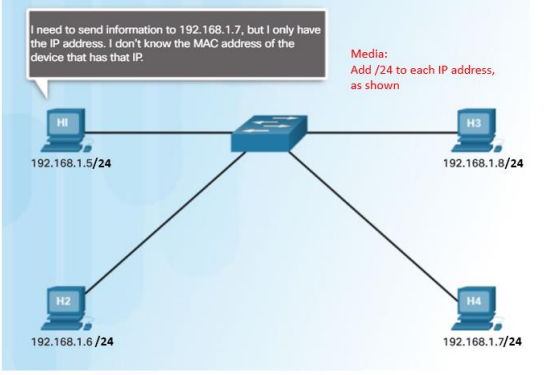 I need to send information to 192.168.1.7, but I only have
the IP address. I don't know the MAC address of the
device that has that IP.
Media:
Add /24 to each IP address,
as shown
H1
192.168.1.5/24
H3
192.168.1.8/24
H2
192.168.1.6 /24
H4
192.168.1.7/24